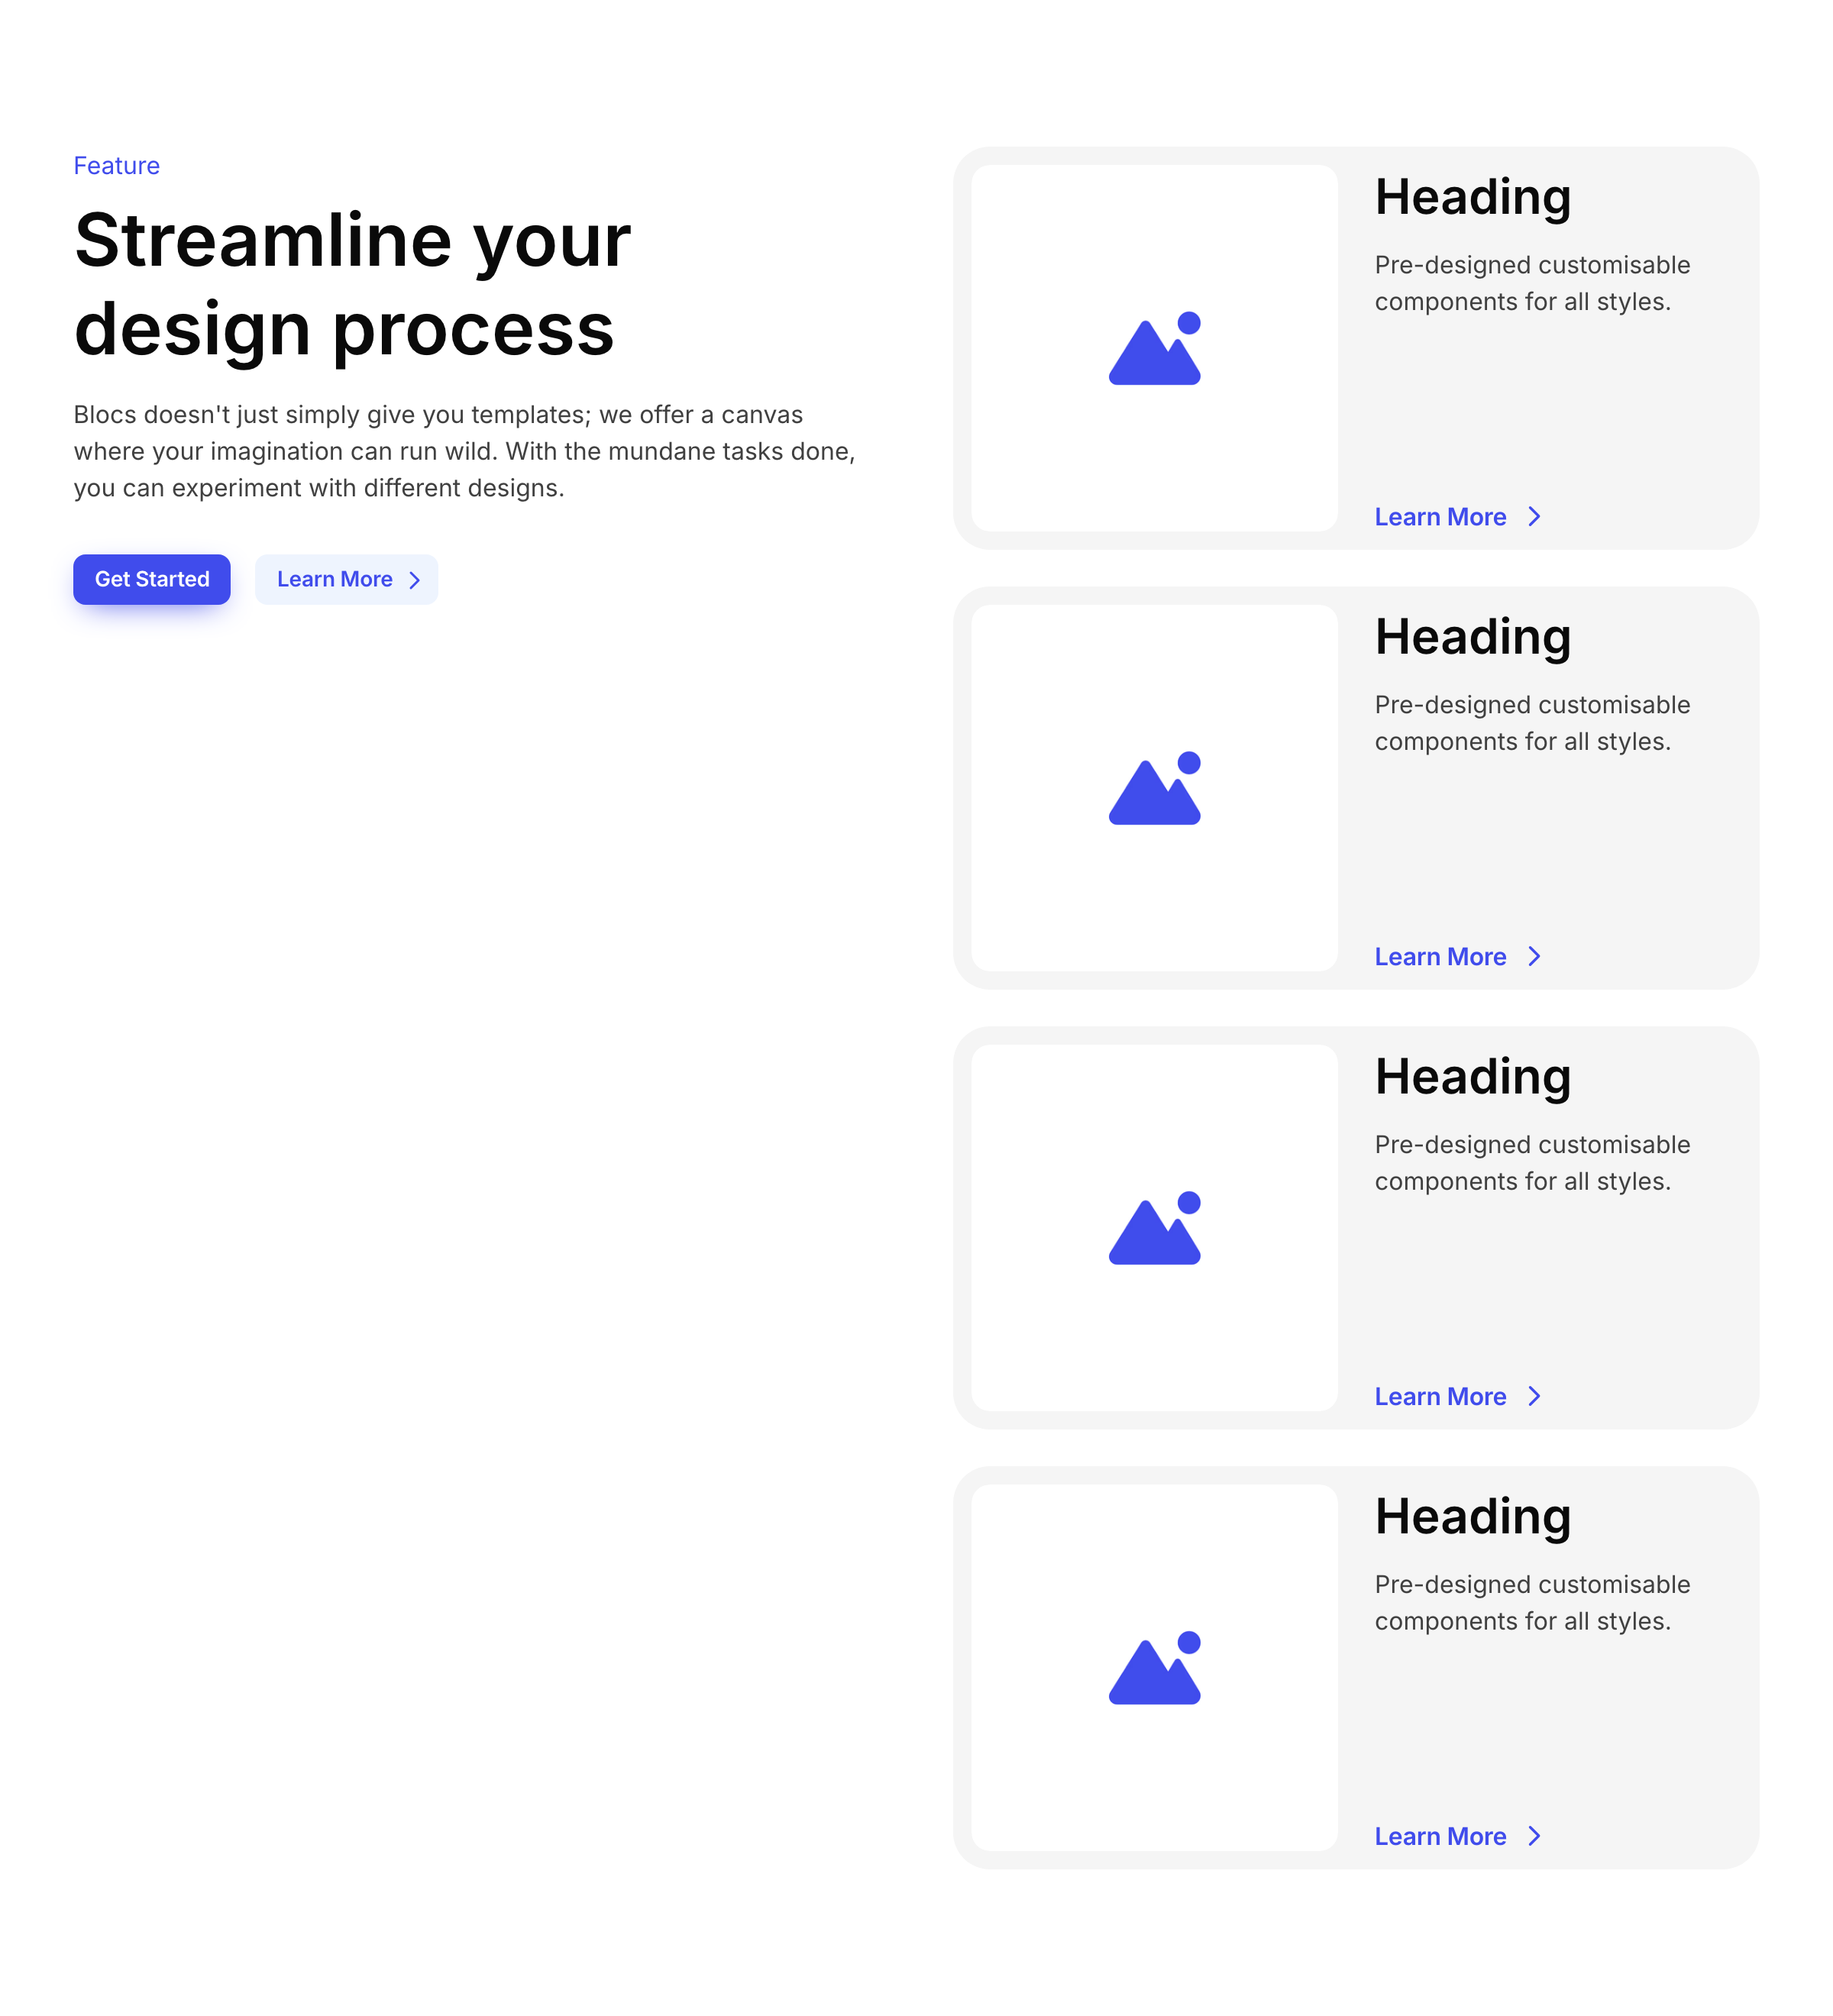 Feature
Streamline your
design process
Blocs doesn't just simply give you templates; we offer a canvas
where your imagination can run wild. With the mundane tasks done,
you can experiment with different designs.
Get Started
Learn More
Heading
Pre-designed customisable
components for all styles.
Learn More
Heading
Pre-designed customisable
components for all styles.
Learn More
Heading
Pre-designed customisable
components for all styles.
Learn More
Heading
Pre-designed customisable
components for all styles.
Learn More